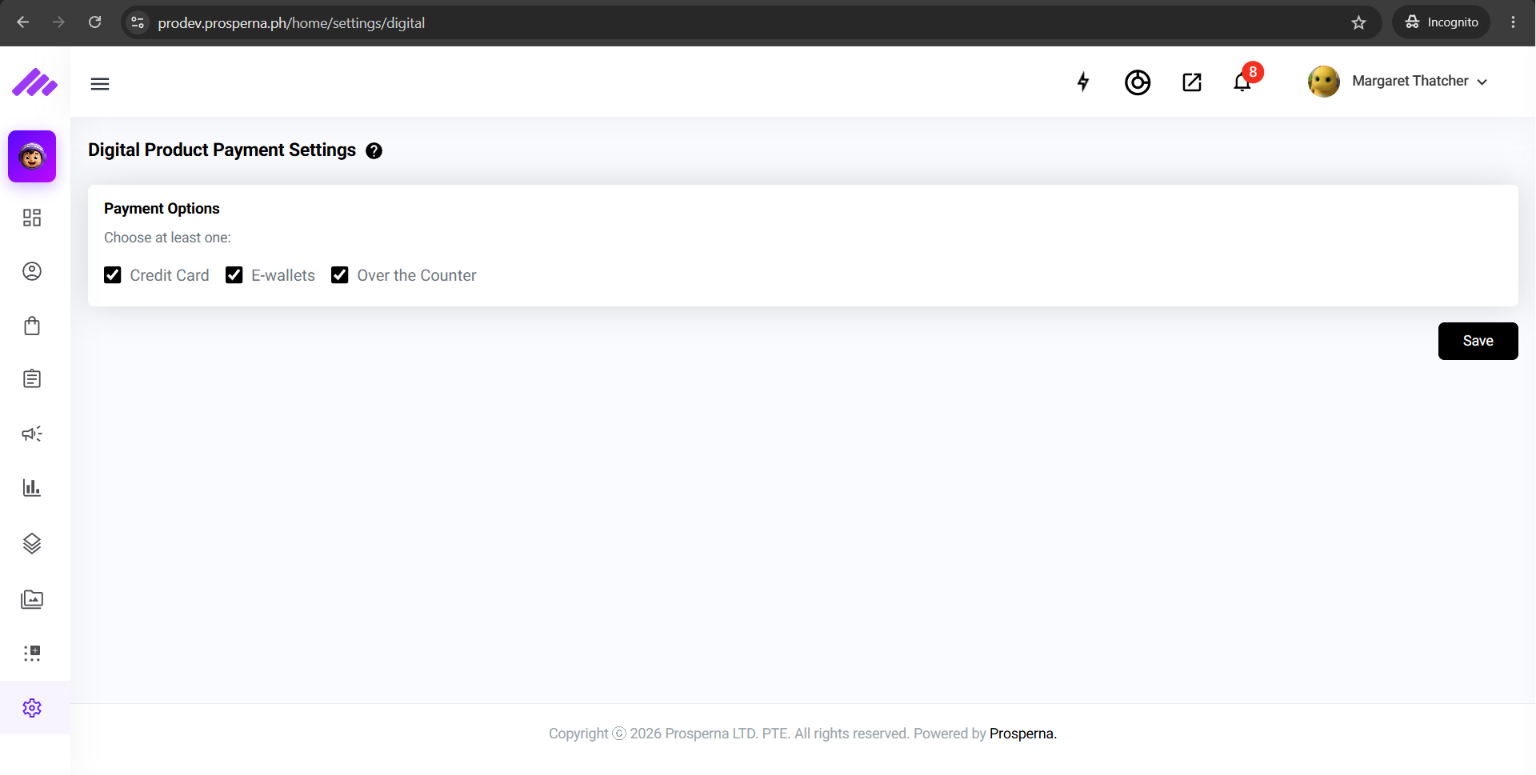 prodev.prosperna.ph/home/settings/digital
Incognito
8
Margaret Thatcher
Digital Product Payment Settings ?
Payment Options
Choose at least one:
Credit Card E-wallets Over the Counter
Save
Copyright Ⓒ 2026 Prosperna LTD. PTE. All rights reserved. Powered by Prosperna.